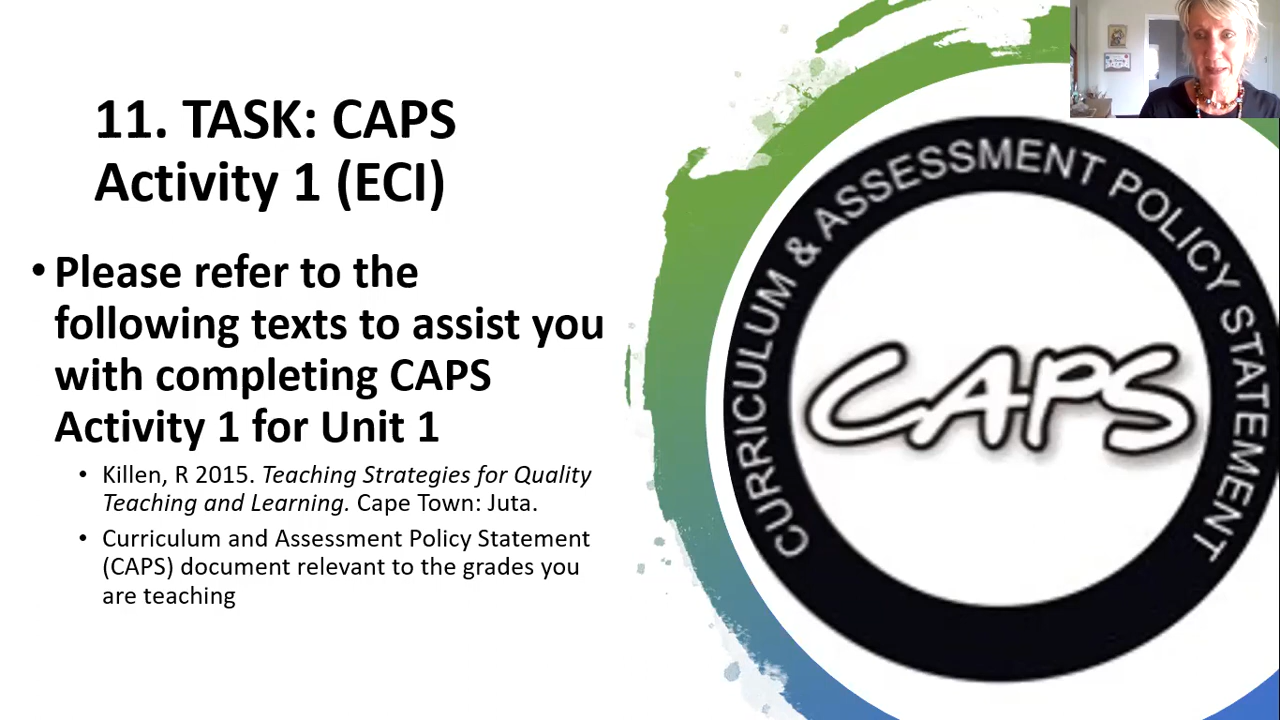 11. TASK: CAPS
Activity 1 (ECI)
• Please refer to the
following texts to assist you
with completing CAPS
Activity 1 for Unit 1
• Killen, R 2015. Teaching Strategies for Quality
Teaching and Learning. Cape Town: Juta.
• Curriculum and Assessment Policy Statement
(CAPS) document relevant to the grades you
are teaching
CURRICULUM & ASSESSMENT POLICY STATEMENT
CAPS